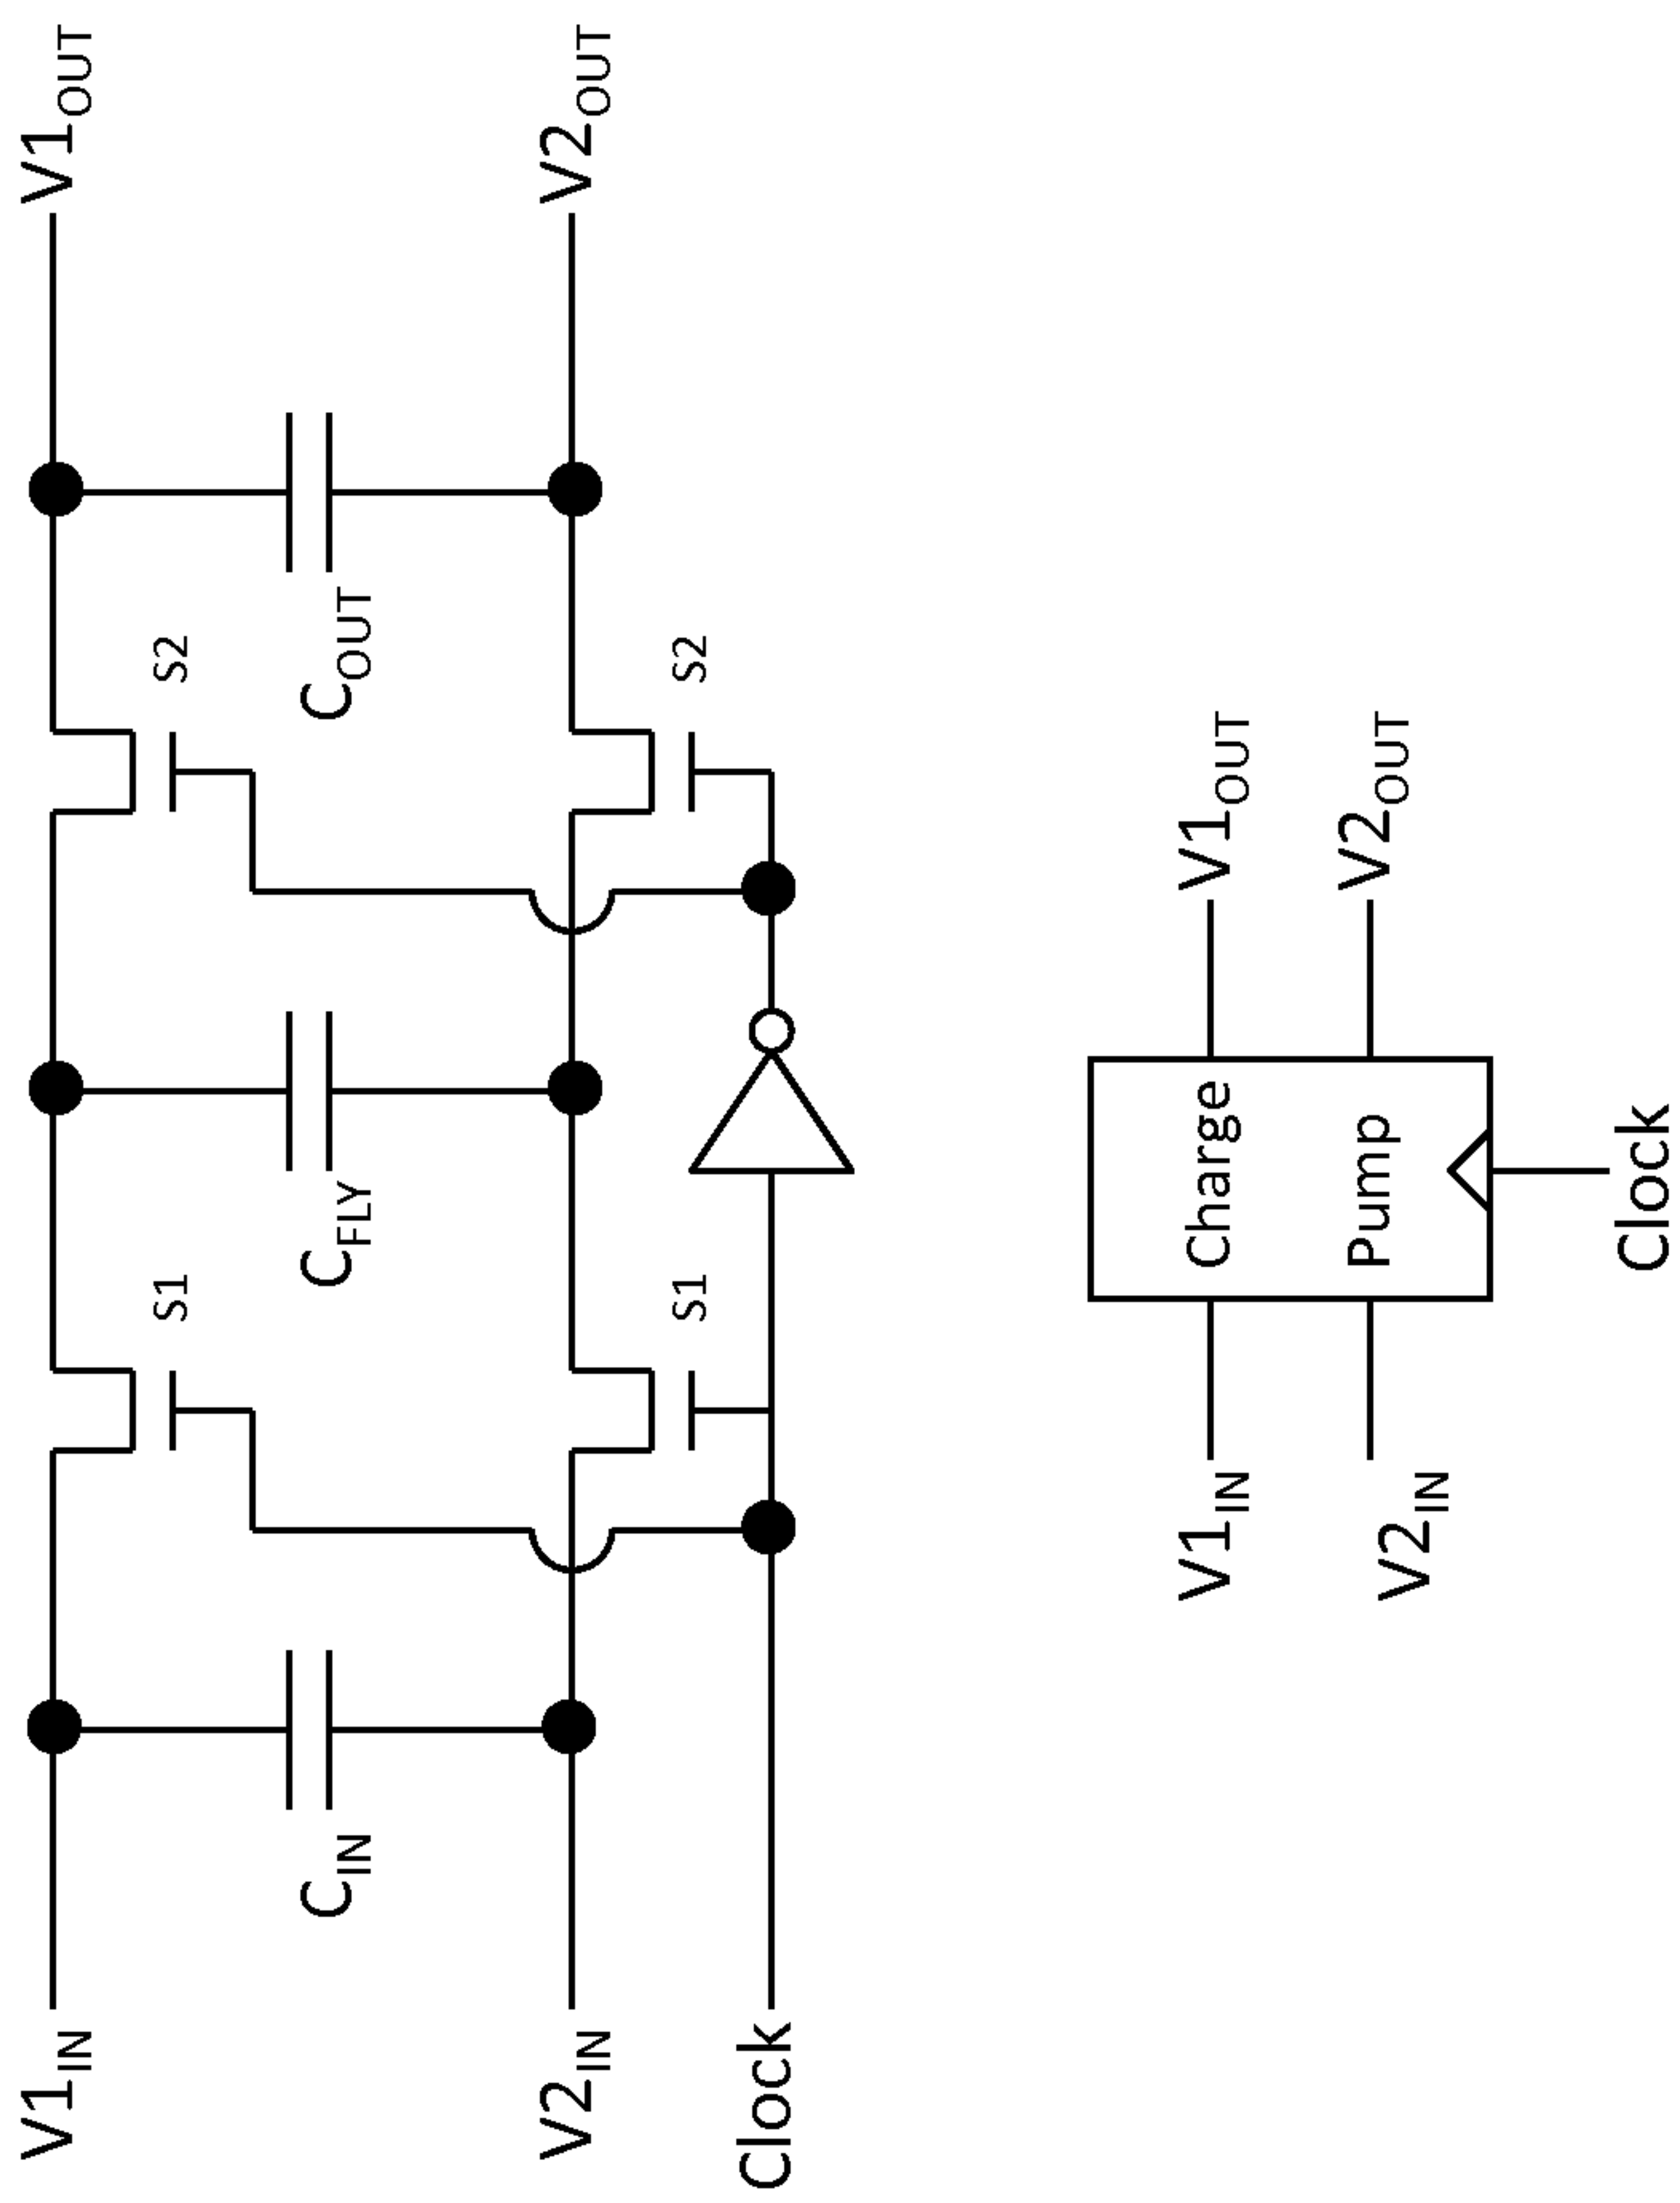 V1IN
V1OUT
S1
S2
CIN
CFLY
COUT
V2IN
V2OUT
S1
S2
Clock
V1IN
Charge
V1OUT
V2IN
Pump
V2OUT
Clock